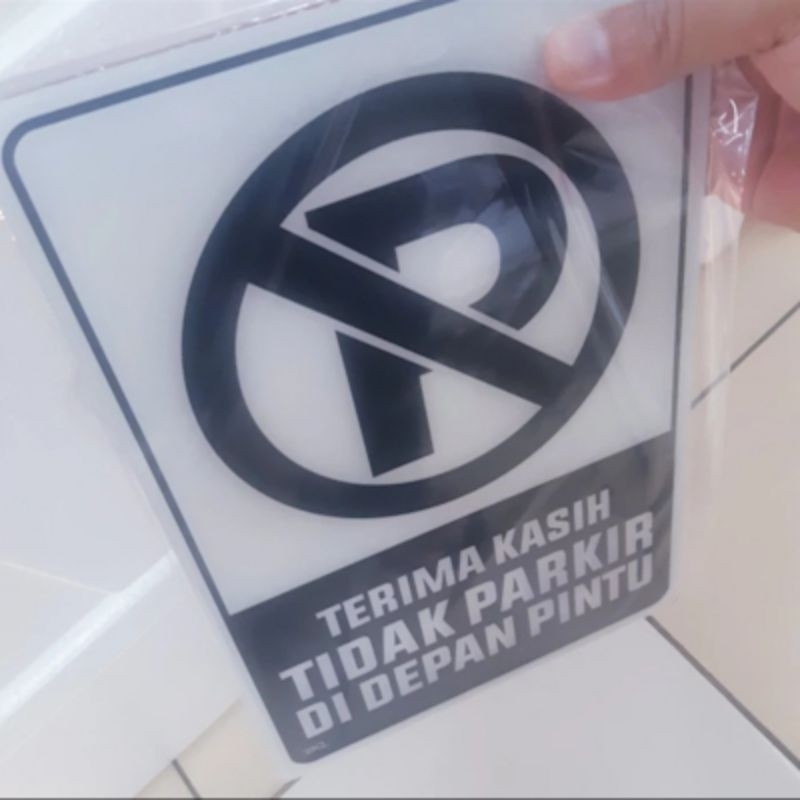 P
TERIMA KASIH
TIDAK PARKIR
DI DEPAN PINTU